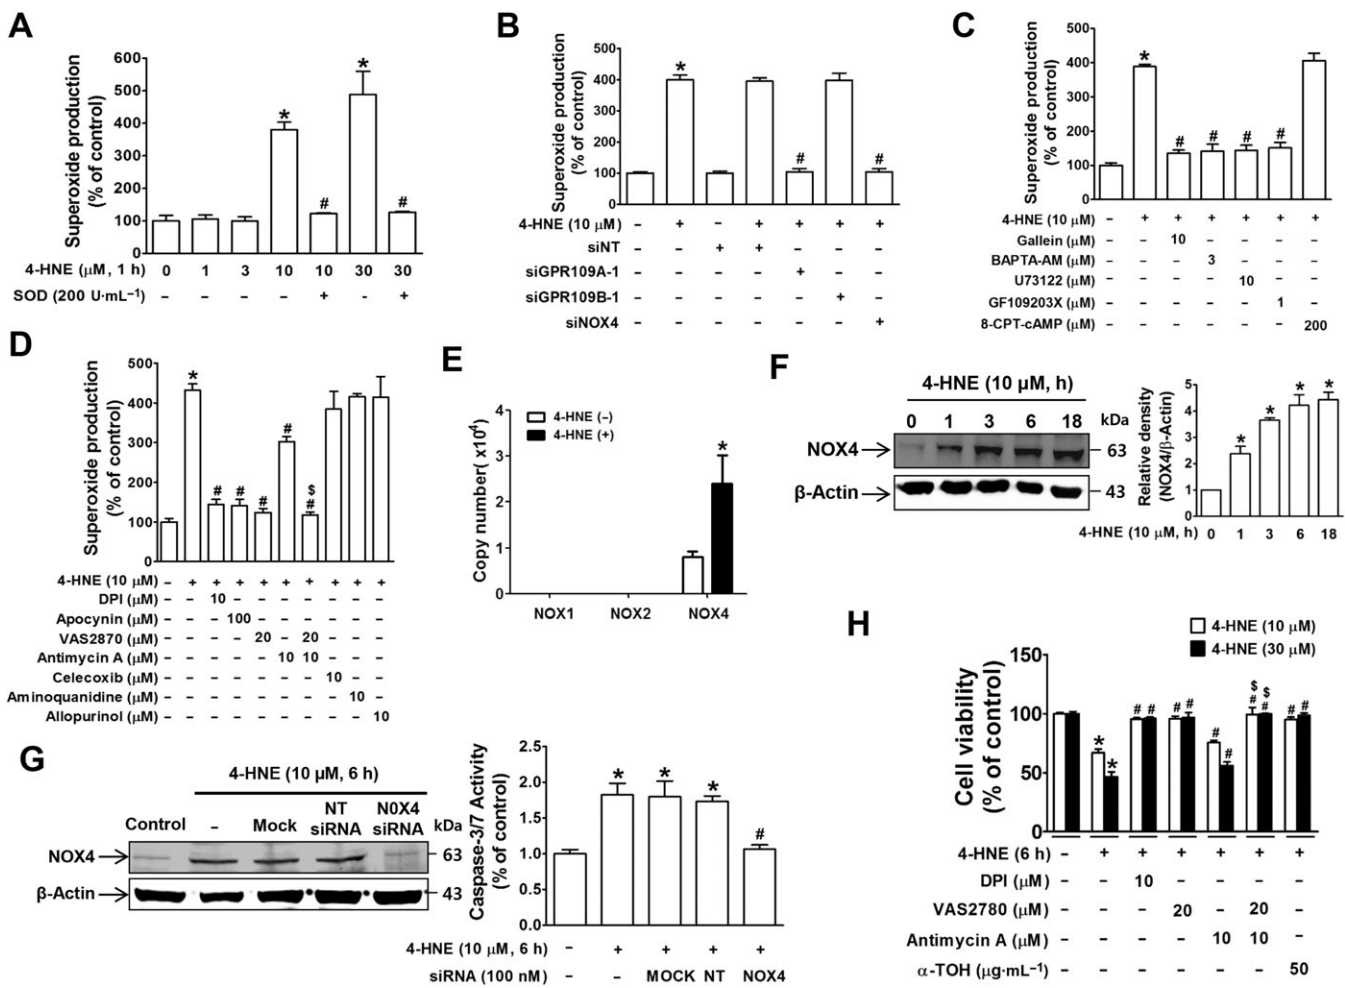 A
Superoxide production
(% of control)
600
500
400
300
200
100
0
* # * #
4-HNE (µM, 1 h) 0 1 3 10 10 30 30
SOD (200 U·mL⁻¹) – – – – + – +
B
Superoxide production
(% of control)
500
400
300
200
100
0
* # #
4-HNE (10 µM) – + – + + + +
siNT – – + + – – –
siGPR109A-1 – – – – + – –
siGPR109B-1 – – – – – + –
siNOX4 – – – – – – +
C
Superoxide production
(% of control)
500
400
300
200
100
0
* # # # #
4-HNE (10 µM) – + + + + + +
Gallein (µM) – – 10 – – – –
BAPTA-AM (µM) – – – 3 – – –
U73122 (µM) – – – – 10 – –
GF109203X (µM) – – – – – 1 –
8-CPT-cAMP (µM) – – – – – – 200
D
Superoxide production
(% of control)
500
400
300
200
100
0
* # # # # $ #
4-HNE (10 µM) – + + + + + + + + +
DPI (µM) – – 10 – – – – – – –
Apocynin (µM) – – – 100 – – – – – –
VAS2870 (µM) – – – – 20 – 20 – – –
Antimycin A (µM) – – – – – 10 10 – – –
Celecoxib (µM) – – – – – – – 10 – –
Aminoquanidine (µM) – – – – – – – – 10 –
Allopurinol (µM) – – – – – – – – – 10
E
Copy number( x10⁴)
4
3
2
1
0
4-HNE (–)
4-HNE (+)
*
NOX1 NOX2 NOX4
F
4-HNE (10 µM, h)
0 1 3 6 18 kDa
NOX4 63
β-Actin 43
Relative density
(NOX4/β-Actin)
5
4
3
2
1
0
* * * *
4-HNE (10 µM, h) 0 1 3 6 18
G
4-HNE (10 µM, 6 h)
Control – Mock NT siRNA N0X4 siRNA kDa
NOX4 63
β-Actin 43
Caspase-3/7 Activity
(% of control)
2.5
2.0
1.5
1.0
0.5
0.0
* * * #
4-HNE (10 µM, 6 h) – + + + +
siRNA (100 nM) – – MOCK NT NOX4
H
4-HNE (10 µM)
4-HNE (30 µM)
Cell viability
(% of control)
150
100
50
0
* * # # # # # # $ # $ # # #
4-HNE (6 h) – + + + + + +
DPI (µM) – – 10 – – – –
VAS2780 (µM) – – – 20 – 20 –
Antimycin A (µM) – – – – 10 10 –
α-TOH (µg·mL⁻¹) – – – – – – 50